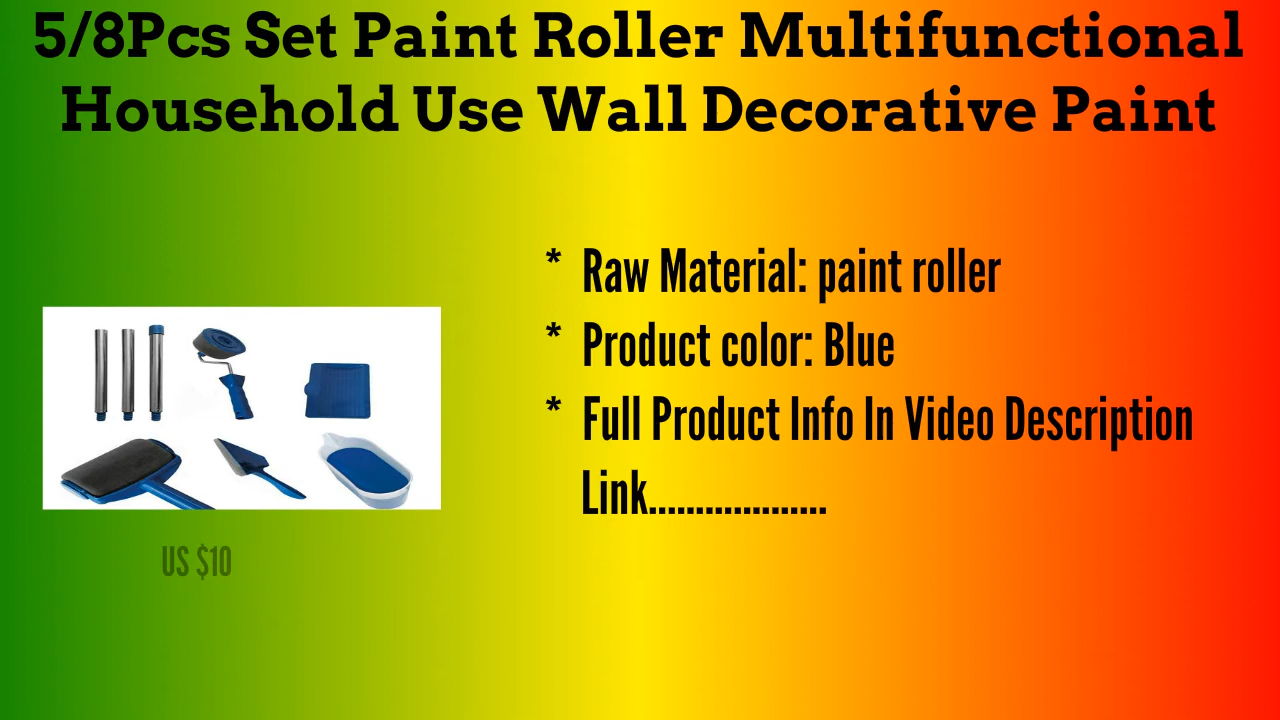 5/8Pcs Set Paint Roller Multifunctional
Household Use Wall Decorative Paint
* Raw Material: paint roller
* Product color: Blue
* Full Product Info In Video Description
Link...................
US $10